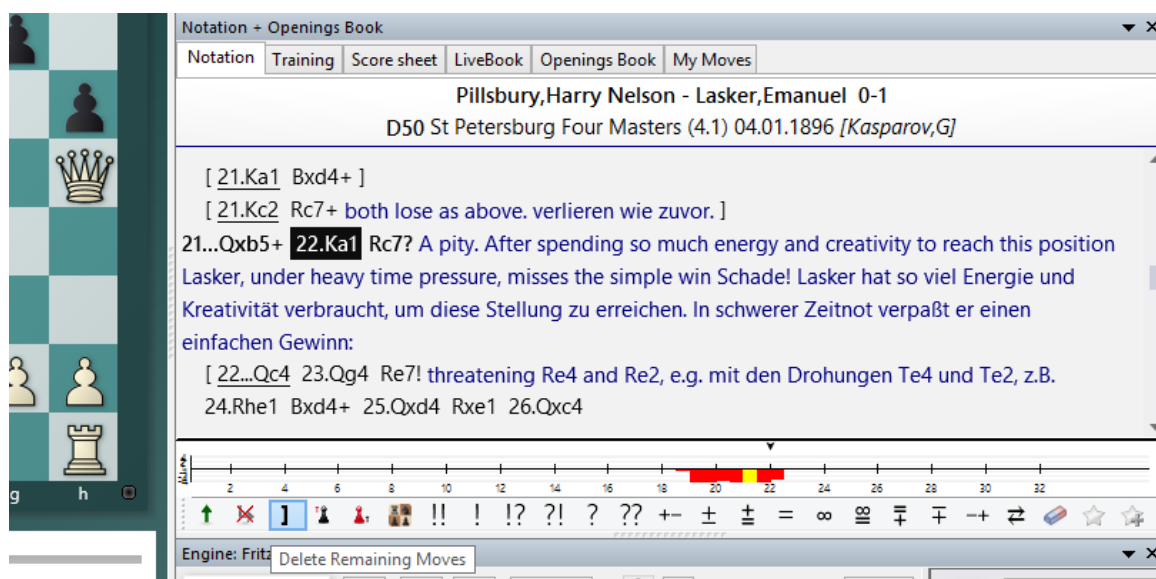 Notation + Openings Book
Notation Training Score sheet LiveBook Openings Book My Moves
Pillsbury,Harry Nelson - Lasker,Emanuel 0-1
D50 St Petersburg Four Masters (4.1) 04.01.1896 [Kasparov,G]
[ 21.Ka1 Bxd4+ ]
[ 21.Kc2 Rc7+ both lose as above. verlieren wie zuvor. ]
21...Qxb5+ 22.Ka1 Rc7? A pity. After spending so much energy and creativity to reach this position
Lasker, under heavy time pressure, misses the simple win Schade! Lasker hat so viel Energie und
Kreativität verbraucht, um diese Stellung zu erreichen. In schwerer Zeitnot verpaßt er einen
einfachen Gewinn:
[ 22...Qc4 23.Qg4 Re7! threatening Re4 and Re2, e.g. mit den Drohungen Te4 und Te2, z.B.
24.Rhe1 Bxd4+ 25.Qxd4 Rxe1 26.Qxc4
2 4 6 8 10 12 14 16 18 20 22 24 26 28 30 32
g h
] !! ! !? ?! ? ?? +− ± ⩲ = ∞ ⩱ ∓ −+ ⇄
Engine: Fritz
Delete Remaining Moves